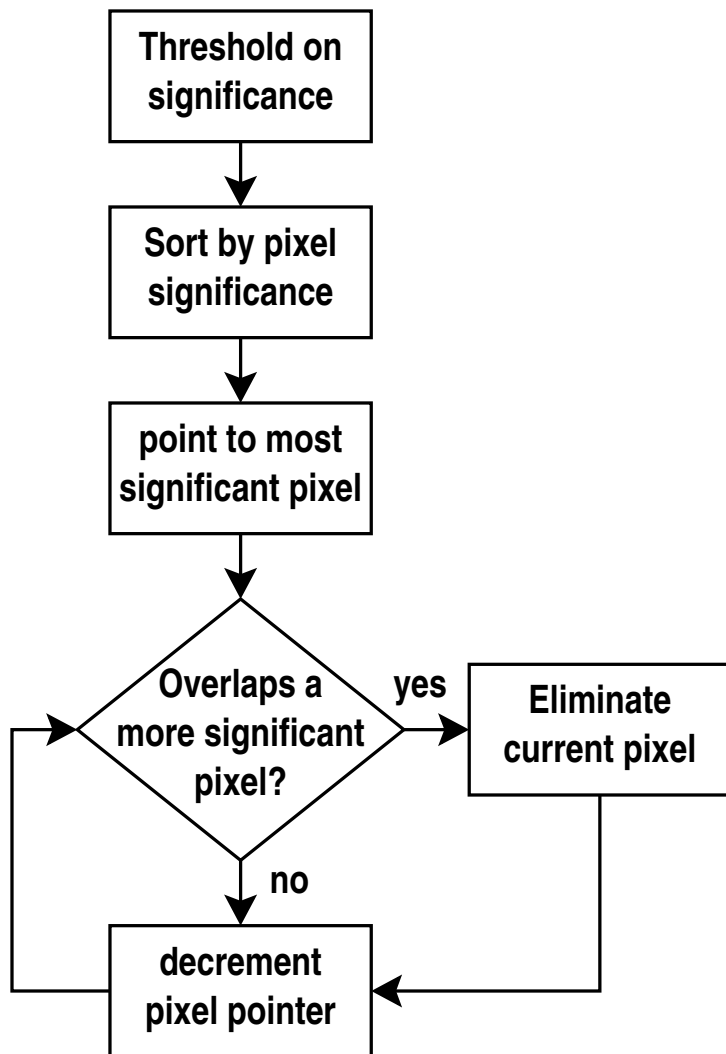 Threshold on
significance
Sort by pixel
significance
point to most
significant pixel
Overlaps a
more significant
pixel?
yes
Eliminate
current pixel
no
decrement
pixel pointer